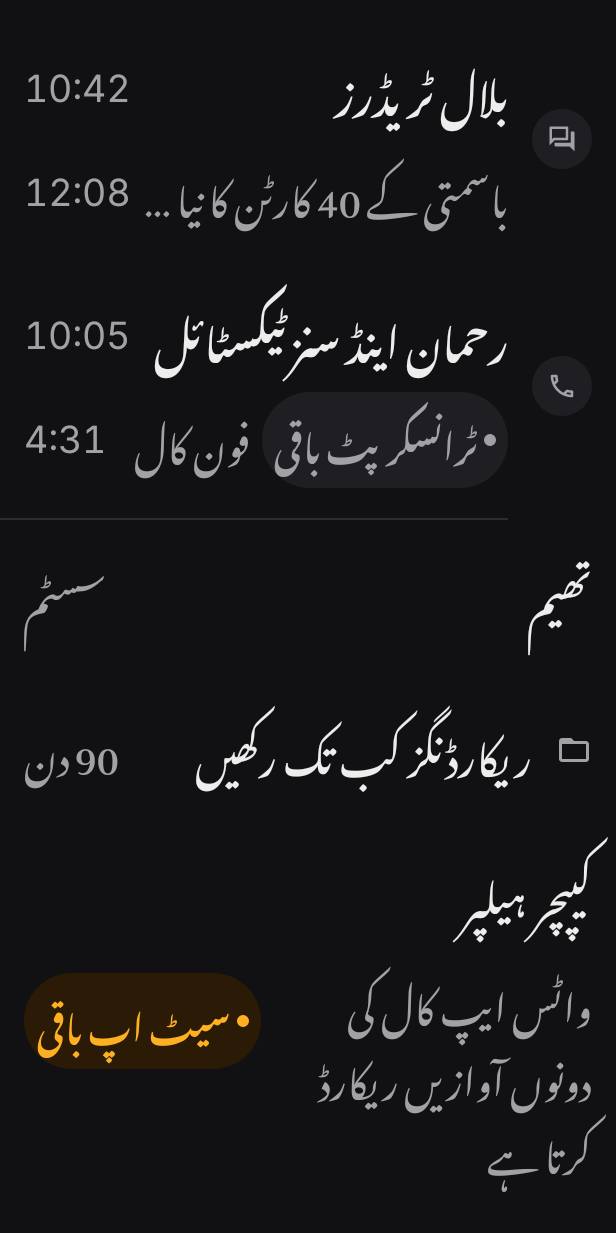 بلال ٹریڈرز 10:42
باسمتی کے 40 کارٹن کا نیا ... 12:08
رحمان اینڈ سنز ٹیکسٹائل 10:05
• ٹرانسکرپٹ باقی فون کال 4:31
تھیم سسٹم
ریکارڈنگز کب تک رکھیں 90 دن
کیپچر ہیلپر
واٹس ایپ کال کی
• سیٹ اپ باقی
دونوں آوازیں ریکارڈ
کرتا ہے